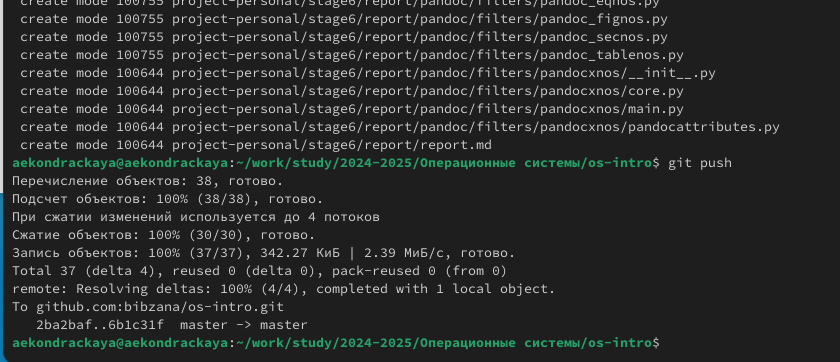 create mode 100755 project-personal/stage6/report/pandoc/filters/pandoc_eqnos.py
create mode 100755 project-personal/stage6/report/pandoc/filters/pandoc_fignos.py
create mode 100755 project-personal/stage6/report/pandoc/filters/pandoc_secnos.py
create mode 100755 project-personal/stage6/report/pandoc/filters/pandoc_tablenos.py
create mode 100644 project-personal/stage6/report/pandoc/filters/pandocxnos/__init__.py
create mode 100644 project-personal/stage6/report/pandoc/filters/pandocxnos/core.py
create mode 100644 project-personal/stage6/report/pandoc/filters/pandocxnos/main.py
create mode 100644 project-personal/stage6/report/pandoc/filters/pandocxnos/pandocattributes.py
create mode 100644 project-personal/stage6/report/report.md
aekondrackaya@aekondrackaya:~/work/study/2024-2025/Операционные системы/os-intro$ git push
Перечисление объектов: 38, готово.
Подсчет объектов: 100% (38/38), готово.
При сжатии изменений используется до 4 потоков
Сжатие объектов: 100% (30/30), готово.
Запись объектов: 100% (37/37), 342.27 КиБ | 2.39 МиБ/с, готово.
Total 37 (delta 4), reused 0 (delta 0), pack-reused 0 (from 0)
remote: Resolving deltas: 100% (4/4), completed with 1 local object.
To github.com:bibzana/os-intro.git
2ba2baf..6b1c31f  master -> master
aekondrackaya@aekondrackaya:~/work/study/2024-2025/Операционные системы/os-intro$